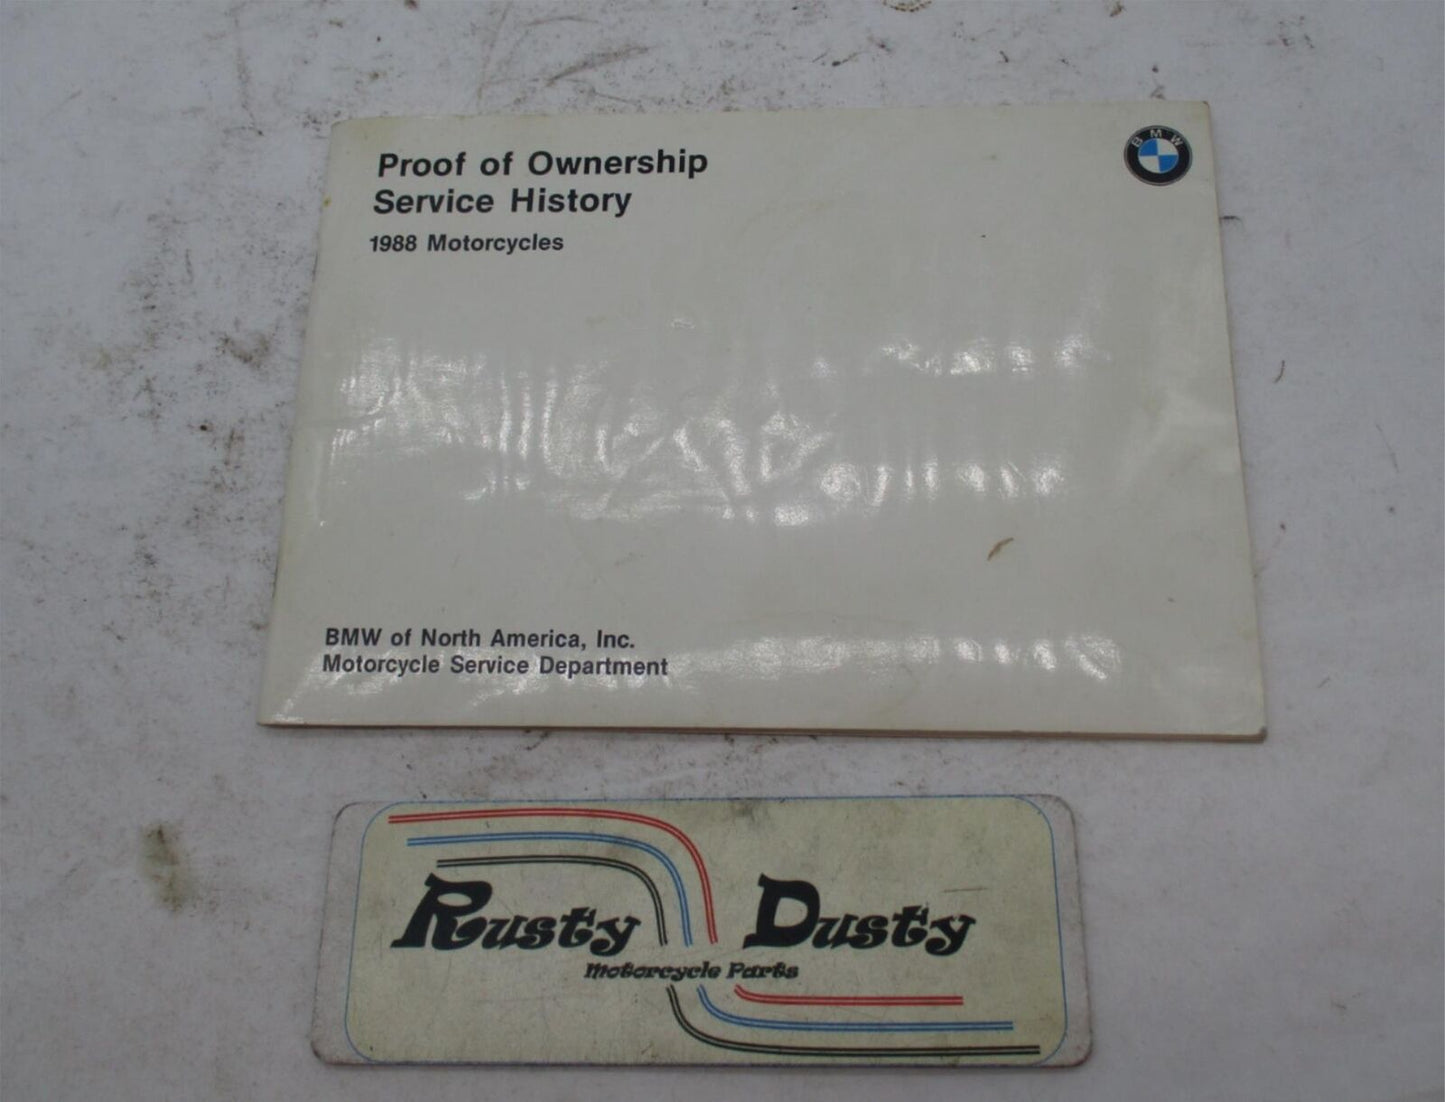 Proof of Ownership
Service History
1988 Motorcycles
BMW
BMW of North America, Inc.
Motorcycle Service Department
Rusty Dusty
Motorcycle Parts